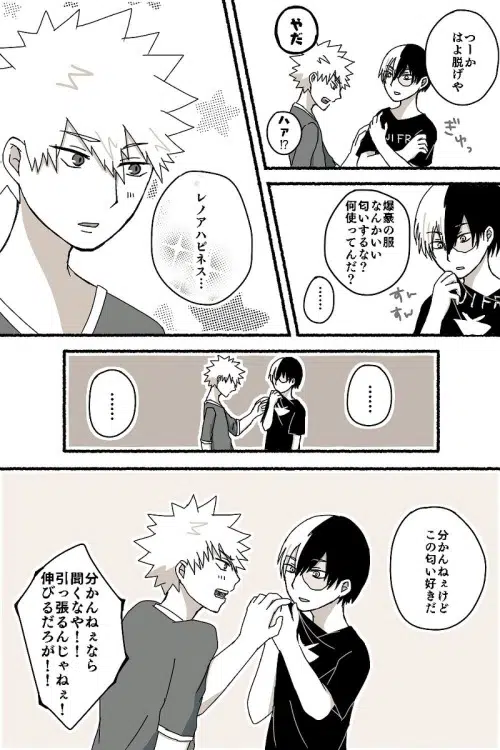 つーか
はよ脱げや
やだ
ハァ!?
ぎゅっ
UIFR
爆豪の服
なんかいい
匂いするな?
何使ってんだ?
……
すん
すん
UIFR
レノアハピネス…
……
……
分かんねぇけど
この匂い好きだ
分かんねぇなら
聞くなや!!
引っ張るんじゃねぇ!
伸びるだろが!!!